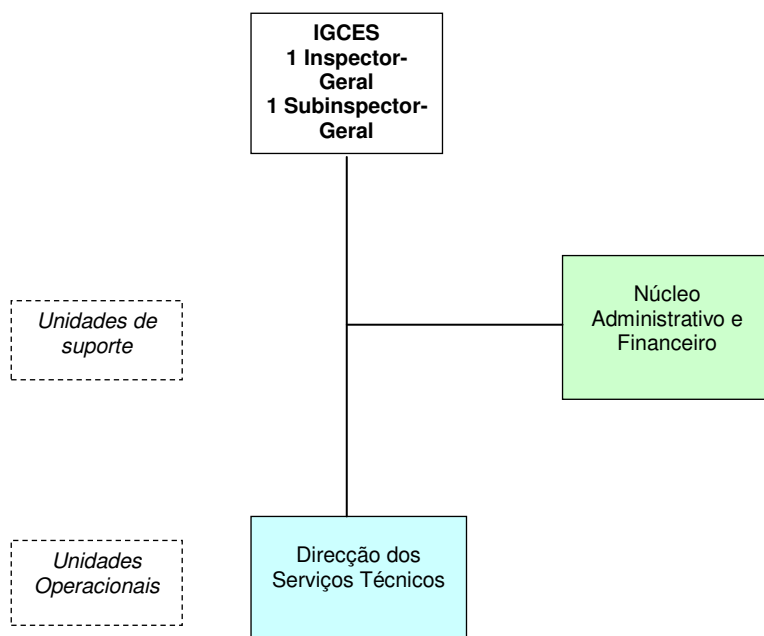 IGCES
1 Inspector-
Geral
1 Subinspector-
Geral
Núcleo
Administrativo e
Financeiro
Unidades de
suporte
Direcção dos
Serviços Técnicos
Unidades
Operacionais